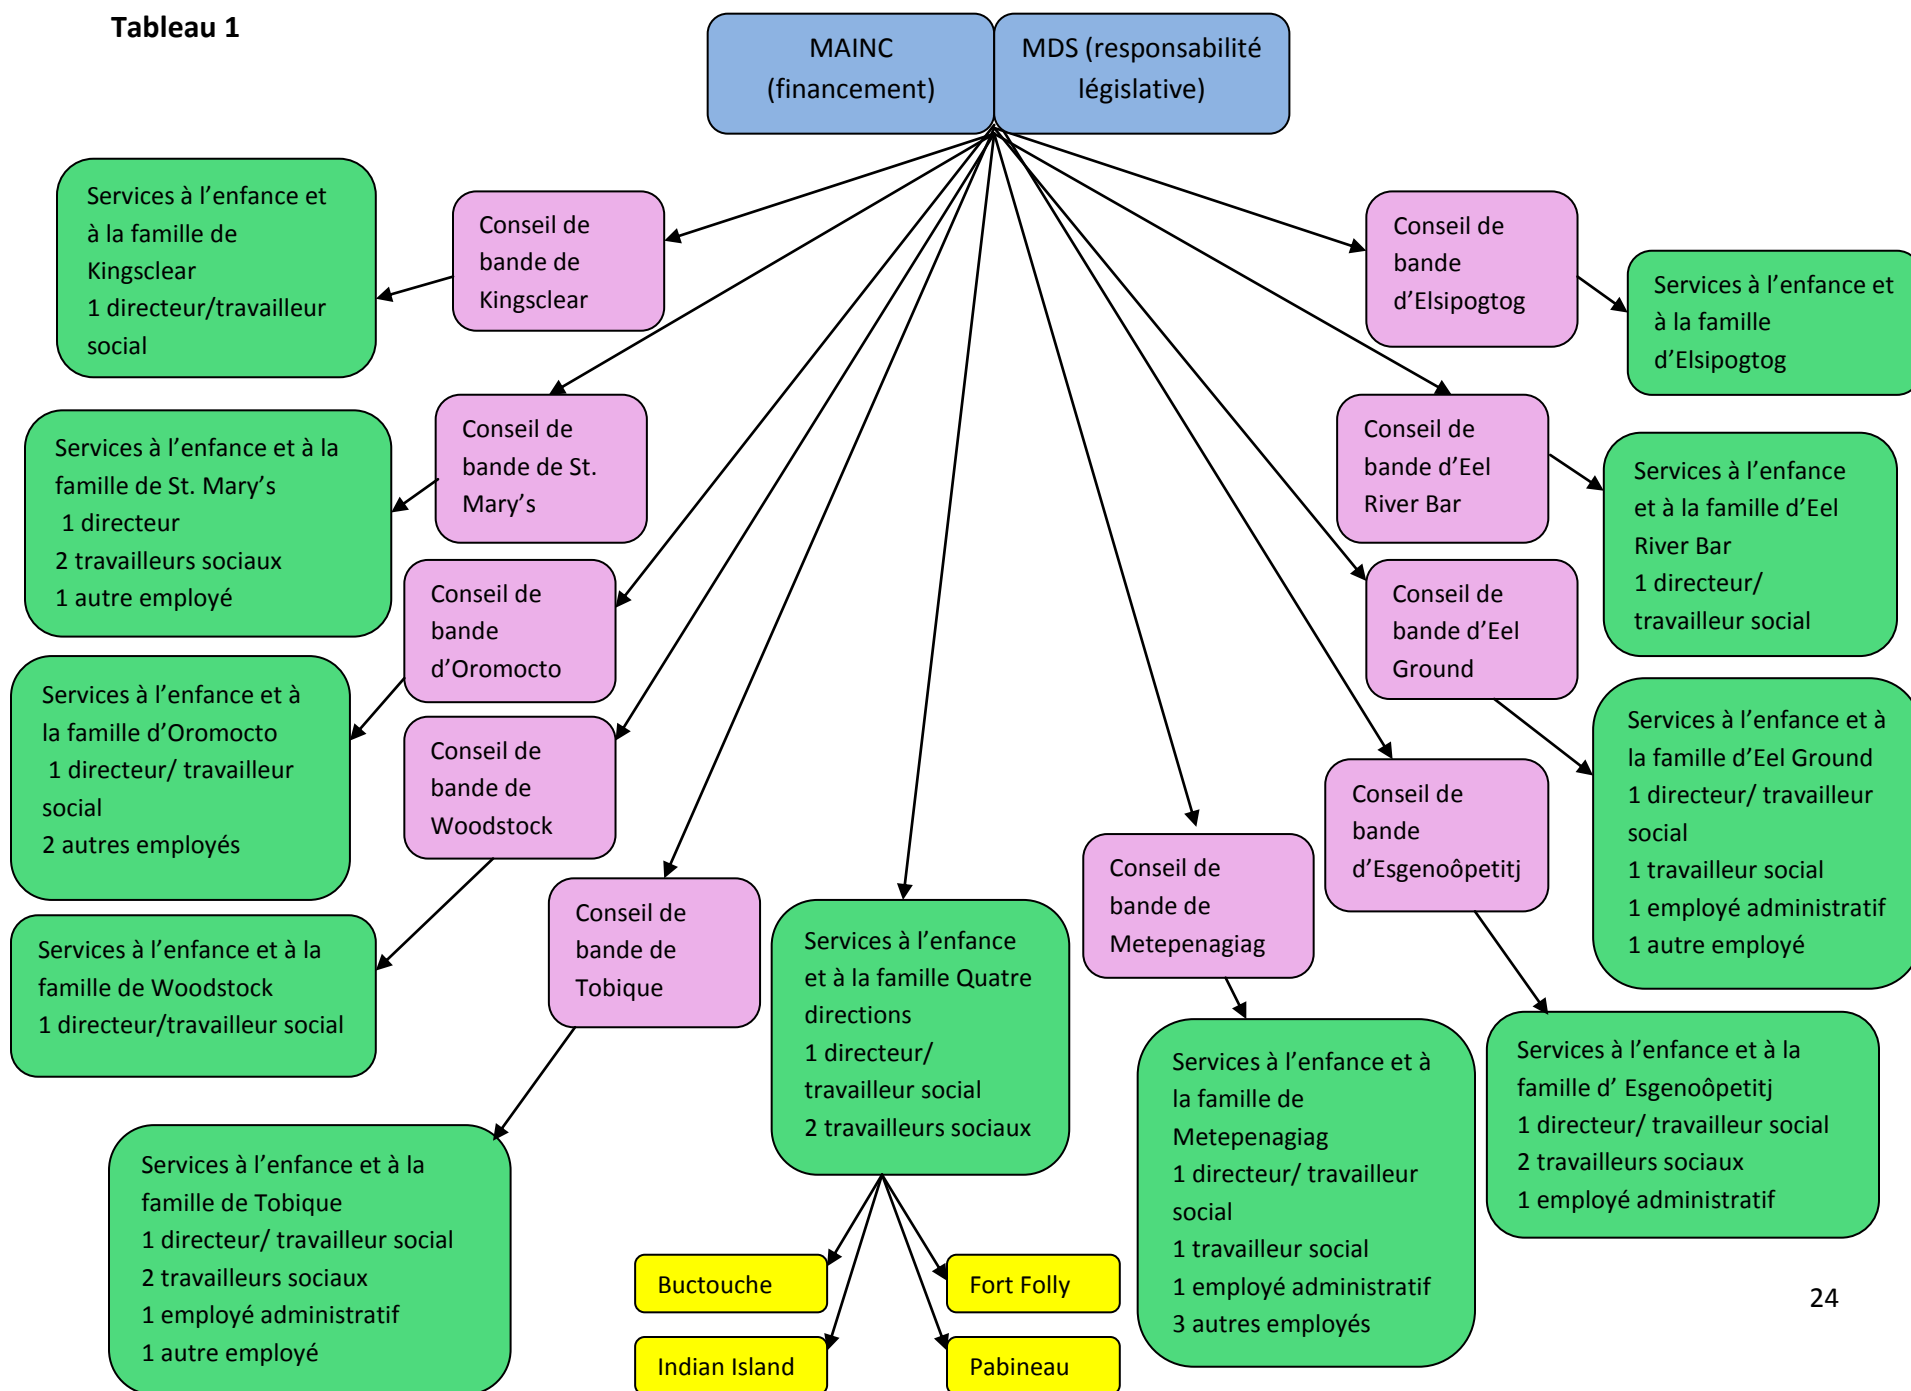 Tableau 1
MAINC
(financement)
MDS (responsabilité
législative)
Services à l’enfance et
à la famille de
Kingsclear
1 directeur/travailleur
social
Conseil de
bande de
Kingsclear
Conseil de
bande
d’Elsipogtog
Services à l’enfance et
à la famille
d’Elsipogtog
Services à l’enfance et à la
famille de St. Mary’s
1 directeur
2 travailleurs sociaux
1 autre employé
Conseil de
bande de St.
Mary’s
Conseil de
bande d’Eel
River Bar
Services à l’enfance
et à la famille d’Eel
River Bar
1 directeur/
travailleur social
Conseil de
bande
d’Oromocto
Conseil de
bande d’Eel
Ground
Services à l’enfance et à
la famille d’Oromocto
1 directeur/ travailleur
social
2 autres employés
Conseil de
bande de
Woodstock
Conseil de
bande
d’Esgenoôpetitj
Services à l’enfance et à
la famille d’Eel Ground
1 directeur/ travailleur
social
1 travailleur social
1 employé administratif
1 autre employé
Services à l’enfance et à la
famille de Woodstock
1 directeur/travailleur social
Conseil de
bande de
Tobique
Services à l’enfance
et à la famille Quatre
directions
1 directeur/
travailleur social
2 travailleurs sociaux
Conseil de
bande de
Metepenagiag
Services à l’enfance et à
la famille de
Metepenagiag
1 directeur/ travailleur
social
1 travailleur social
1 employé administratif
3 autres employés
Services à l’enfance et à la
famille d’ Esgenoôpetitj
1 directeur/ travailleur social
2 travailleurs sociaux
1 employé administratif
Services à l’enfance et à la
famille de Tobique
1 directeur/ travailleur social
2 travailleurs sociaux
1 employé administratif
1 autre employé
Buctouche
Fort Folly
Indian Island
Pabineau
24